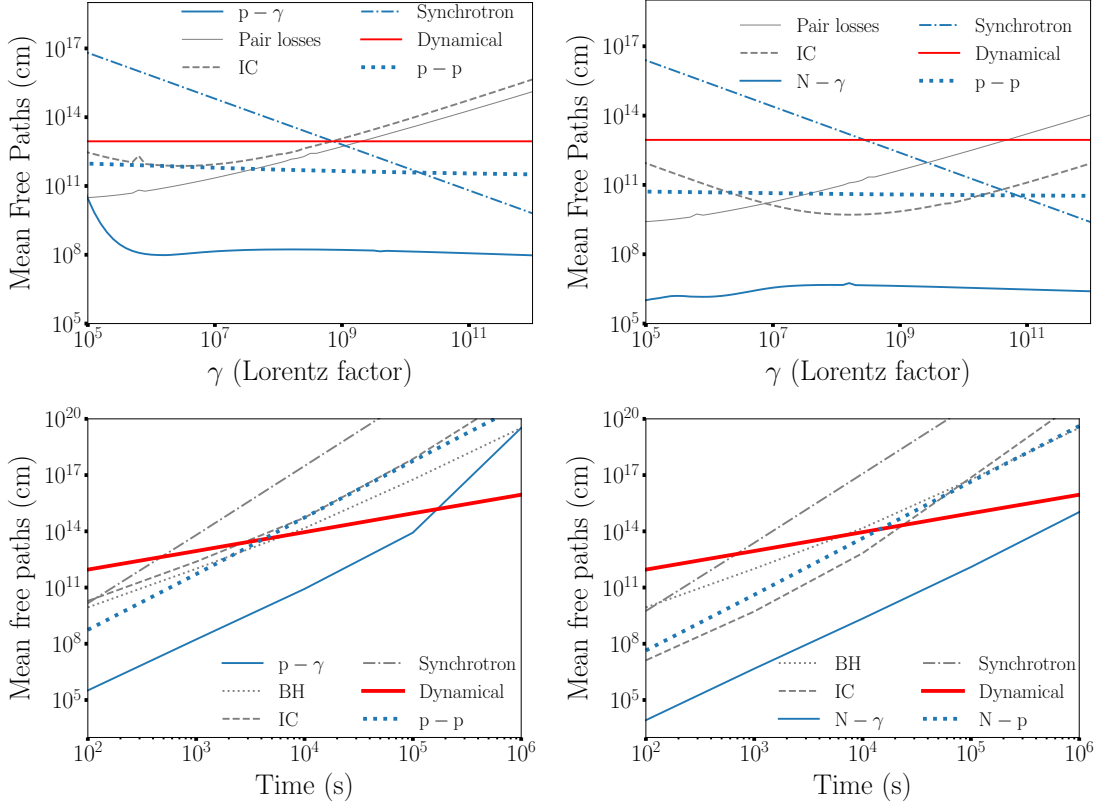 p − γ
Pair losses
IC
Synchrotron
Dynamical
p − p
Mean Free Paths (cm)
10^17
10^14
10^11
10^8
10^5
10^5 10^7 10^9 10^11
γ (Lorentz factor)
Pair losses
IC
N − γ
Synchrotron
Dynamical
p − p
Mean Free Paths (cm)
10^17
10^14
10^11
10^8
10^5
10^5 10^7 10^9 10^11
γ (Lorentz factor)
Mean free paths (cm)
10^20
10^17
10^14
10^11
10^8
10^5
p − γ
BH
IC
Synchrotron
Dynamical
p − p
10^2 10^3 10^4 10^5 10^6
Time (s)
Mean free paths (cm)
10^20
10^17
10^14
10^11
10^8
10^5
BH
IC
N − γ
Synchrotron
Dynamical
N − p
10^2 10^3 10^4 10^5 10^6
Time (s)